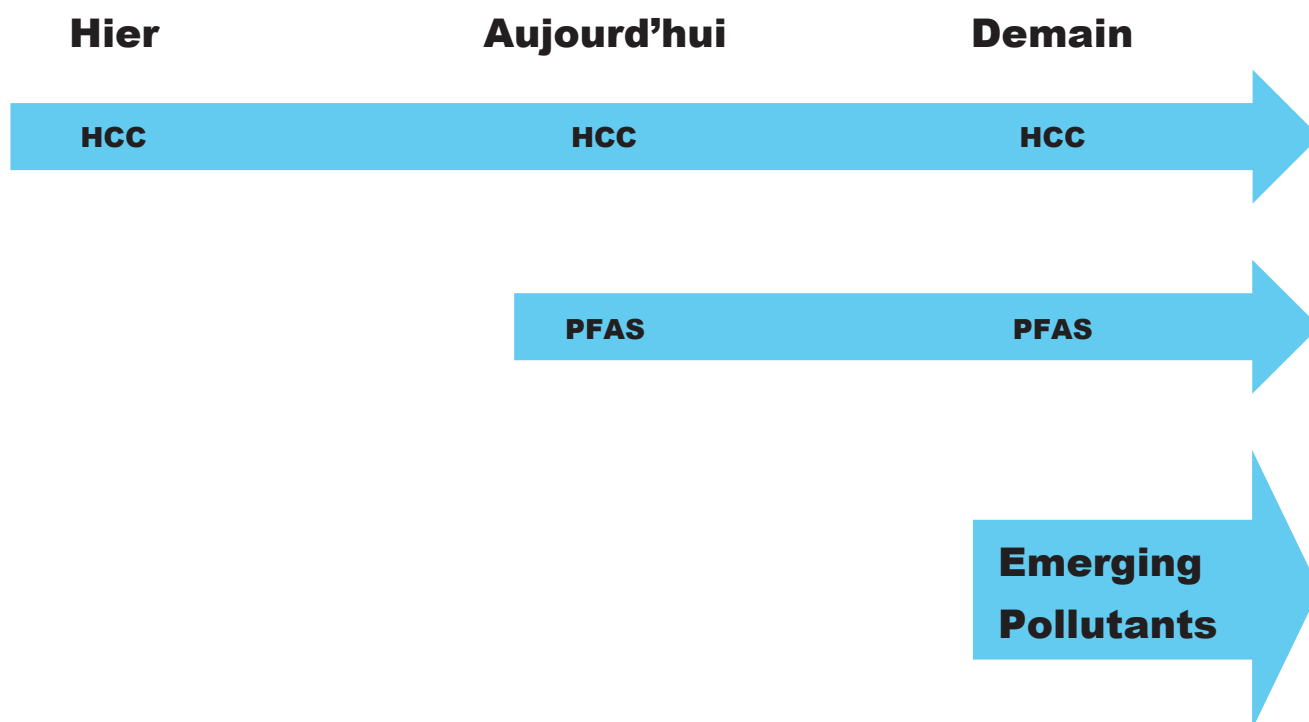 Hier Aujourd’hui Demain
HCC HCC HCC
PFAS PFAS
Emerging
Pollutants